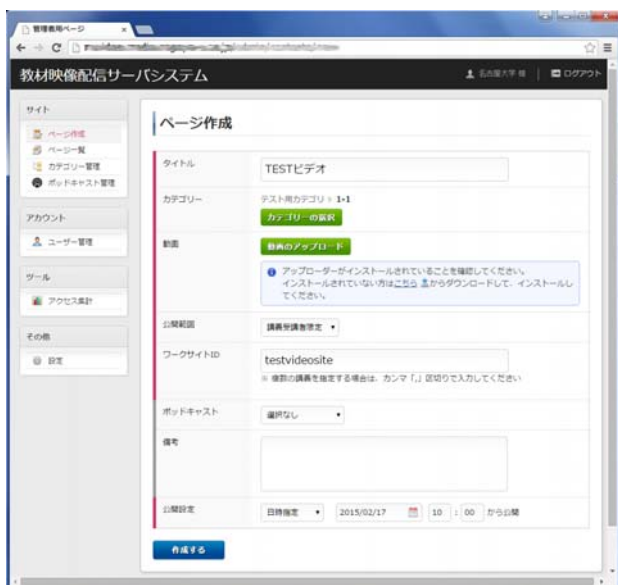 管理者用ページ
教材映像配信サーバシステム
名古屋大学 様
ログアウト
サイト
ページ作成
ページ一覧
カテゴリー管理
ポッドキャスト管理
アカウント
ユーザー管理
ツール
アクセス集計
その他
設定
ページ作成
タイトル
TESTビデオ
カテゴリー
テスト用カテゴリ : 1-1
カテゴリーの選択
動画
動画のアップロード
アップローダーがインストールされていることを確認してください。
インストールされていない方はこちらからダウンロードして、インストールし
てください。
公開範囲
講義受講者限定
ワークサイトID
testvideosite
※ 複数の講義を指定する場合は、カンマ「,」区切りで入力してください
ポッドキャスト
選択なし
備考
公開設定
日時指定
2015/02/17
10 : 00 から公開
作成する